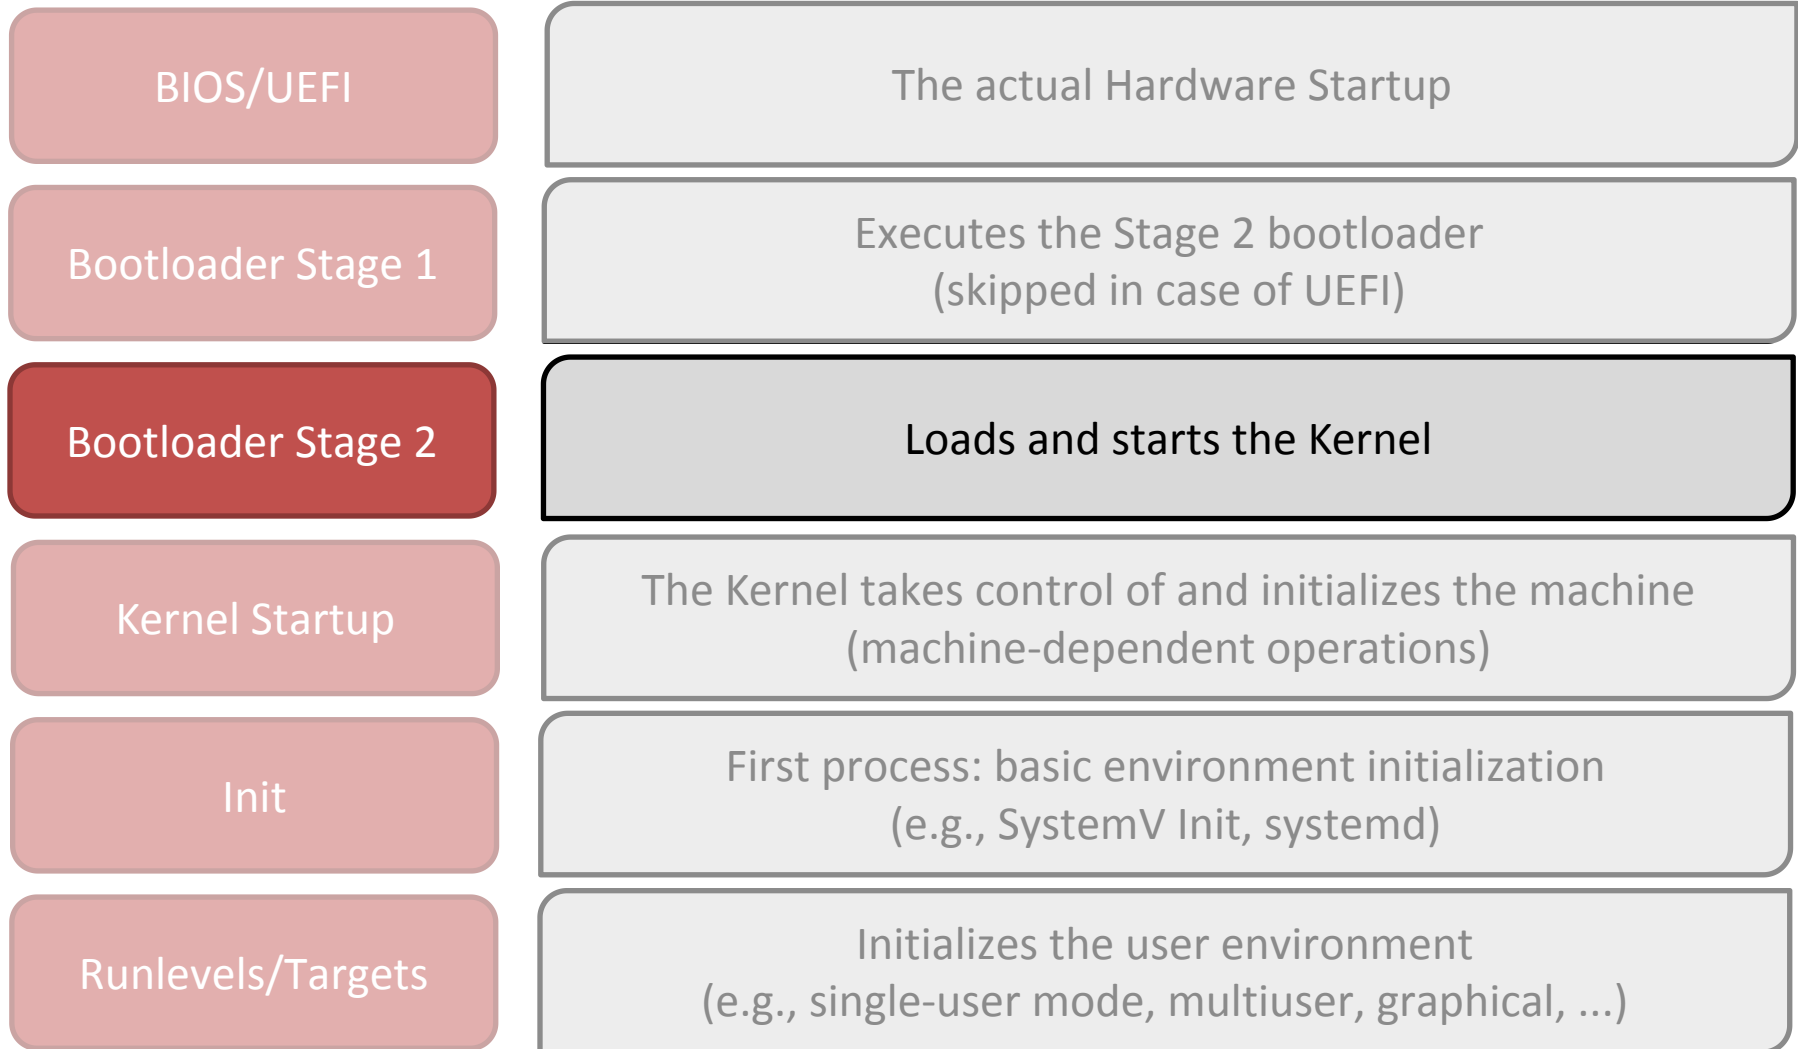 BIOS/UEFI
The actual Hardware Startup
Bootloader Stage 1
Executes the Stage 2 bootloader
(skipped in case of UEFI)
Bootloader Stage 2
Loads and starts the Kernel
Kernel Startup
The Kernel takes control of and initializes the machine
(machine-dependent operations)
Init
First process: basic environment initialization
(e.g., SystemV Init, systemd)
Runlevels/Targets
Initializes the user environment
(e.g., single-user mode, multiuser, graphical, ...)